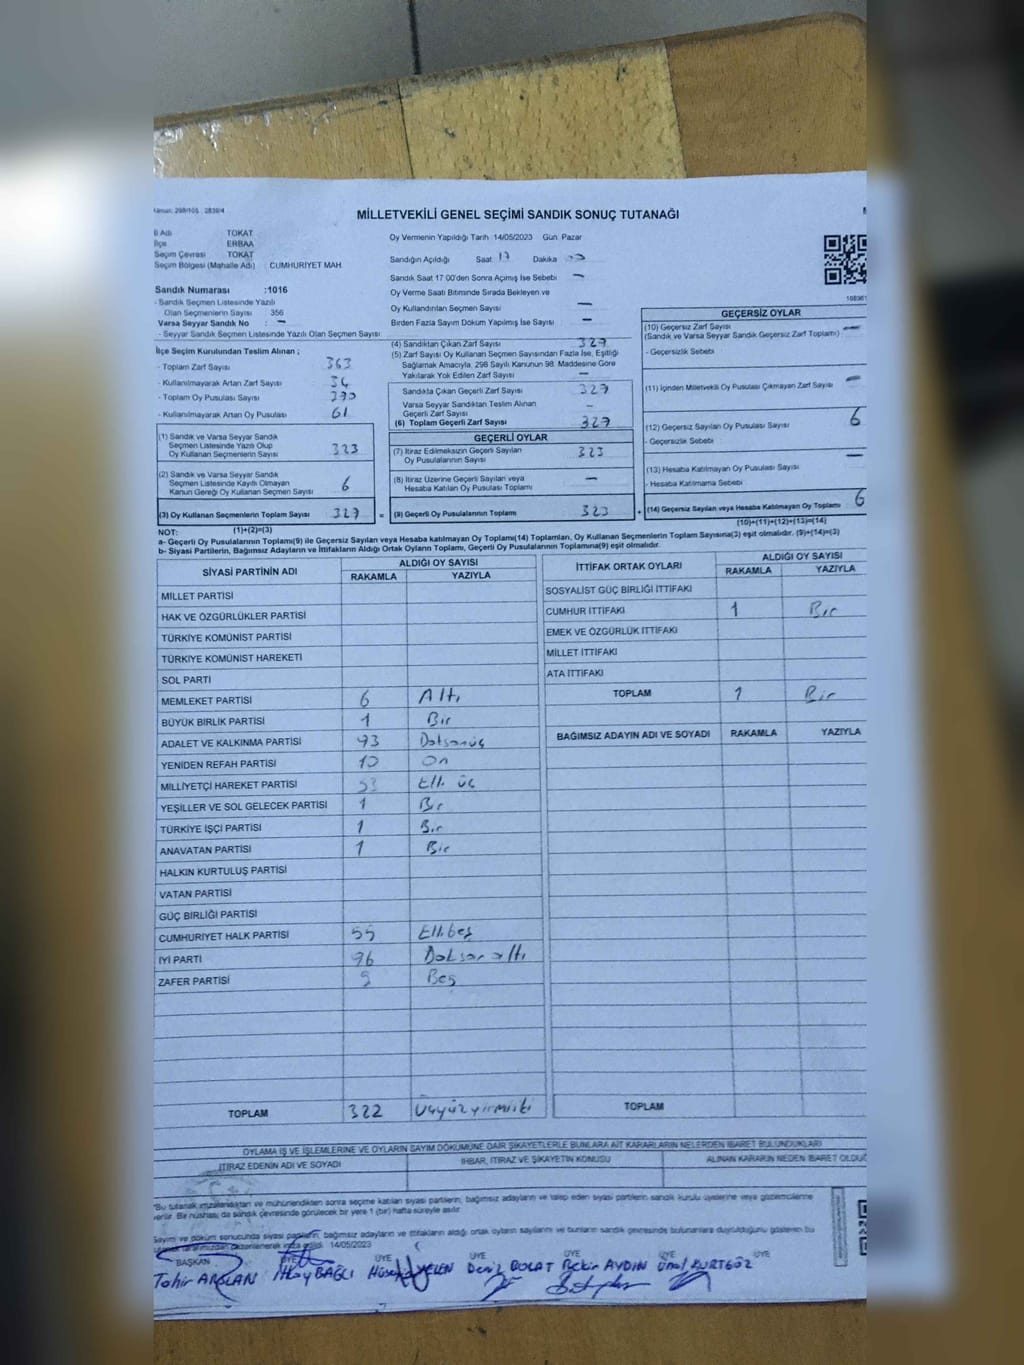 MİLLETVEKİLİ GENEL SEÇİMİ SANDIK SONUÇ TUTANAĞI
İl Adı TOKAT
İlçe ERBAA
Seçim Çevresi TOKAT
Seçim Bölgesi (Mahalle Adı) CUMHURİYET MAH.
Oy Vermenin Yapıldığı Tarih 14/05/2023 Gün Pazar
Sandığın Açıldığı Saat 17 Dakika
Sandık Saat 17 00'den Sonra Açımış İse Sebebi —
Oy Verme Saati Bitiminde Sırada Bekleyen ve
Oy Kullandırılan Seçmen Sayısı —
Birden Fazla Sayım Döküm Yapılmış İse Sayısı —
Sandık Numarası :1016
- Sandık Seçmen Listesinde Yazılı
Olan Seçmenlerin Sayısı 356
Varsa Seyyar Sandık No : —
- Seyyar Sandık Seçmen Listesinde Yazılı Olan Seçmen Sayısı
İlçe Seçim Kurulundan Teslim Alınan ;
- Toplam Zarf Sayısı 363
- Kullanılmayarak Artan Zarf Sayısı 34
- Toplam Oy Pusulası Sayısı 390
- Kullanılmayarak Artan Oy Pusulası 61
(1) Sandık ve Varsa Seyyar Sandık
Seçmen Listesinde Yazılı Olup
Oy Kullanan Seçmenlerin Sayısı 323
(2) Sandık ve Varsa Seyyar Sandık
Seçmen Listesinde Kayıtlı Olmayan
Kanun Gereği Oy Kullanan Seçmen Sayısı 6
(3) Oy Kullanan Seçmenlerin Toplam Sayısı 327 =
(1)+(2)=(3)
(4) Sandıktan Çıkan Zarf Sayısı 327
(5) Zarf Sayısı Oy Kullanan Seçmen Sayısından Fazla İse, Eşitliği
Sağlamak Amacıyla, 298 Sayılı Kanunun 98. Maddesine Göre
Yakılarak Yok Edilen Zarf Sayısı —
Sandıkta Çıkan Geçerli Zarf Sayısı 327
Varsa Seyyar Sandıktan Teslim Alınan
Geçerli Zarf Sayısı -
(6) Toplam Geçerli Zarf Sayısı 327
GEÇERLİ OYLAR
(7) İtiraz Edilmeksizin Geçerli Sayılan
Oy Pusulalarının Sayısı 323
(8) İtiraz Üzerine Geçerli Sayılan veya
Hesaba Katılan Oy Pusulası Toplamı —
(9) Geçerli Oy Pusulalarının Toplamı 323 +
GEÇERSİZ OYLAR
(10) Geçersiz Zarf Sayısı
(Sandık ve Varsa Seyyar Sandık Geçersiz Zarf Toplamı) —
- Geçersizlik Sebebi
(11) İçinden Milletvekili Oy Pusulası Çıkmayan Zarf Sayısı —
(12) Geçersiz Sayılan Oy Pusulası Sayısı 6
- Geçersizlik Sebebi
(13) Hesaba Katılmayan Oy Pusulası Sayısı —
- Hesaba Katılmama Sebebi
(14) Geçersiz Sayılan veya Hesaba Katılmayan Oy Toplamı 6
(10)+(11)+(12)+(13)=(14)
NOT:
a- Geçerli Oy Pusulalarının Toplamı(9) ile Geçersiz Sayılan veya Hesaba katılmayan Oy Toplamı(14) Toplamları, Oy Kullanan Seçmenlerin Toplam Sayısına(3) eşit olmalıdır. (9)+(14)=(3)
b- Siyasi Partilerin, Bağımsız Adayların ve İttifakların Aldığı Ortak Oyların Toplamı, Geçerli Oy Pusulalarının Toplamına(9) eşit olmalıdır.
SİYASİ PARTİNİN ADI ALDIĞI OY SAYISI
RAKAMLA YAZIYLA
MİLLET PARTİSİ
HAK VE ÖZGÜRLÜKLER PARTİSİ
TÜRKİYE KOMÜNİST PARTİSİ
TÜRKİYE KOMÜNİST HAREKETİ
SOL PARTİ
MEMLEKET PARTİSİ 6 Altı
BÜYÜK BİRLİK PARTİSİ 1 Bir
ADALET VE KALKINMA PARTİSİ 93 Doksanüç
YENİDEN REFAH PARTİSİ 10 On
MİLLİYETÇİ HAREKET PARTİSİ 53 Elli üç
YEŞİLLER VE SOL GELECEK PARTİSİ 1 Bir
TÜRKİYE İŞÇİ PARTİSİ 1 Bir
ANAVATAN PARTİSİ 1 Bir
HALKIN KURTULUŞ PARTİSİ
VATAN PARTİSİ
GÜÇ BİRLİĞİ PARTİSİ
CUMHURİYET HALK PARTİSİ 55 Ellibeş
İYİ PARTİ 96 Doksan altı
ZAFER PARTİSİ 5 Beş
TOPLAM 322 Üçyüzyirmiiki
İTTİFAK ORTAK OYLARI ALDIĞI OY SAYISI
RAKAMLA YAZIYLA
SOSYALİST GÜÇ BİRLİĞİ İTTİFAKI
CUMHUR İTTİFAKI 1 Bir
EMEK VE ÖZGÜRLÜK İTTİFAKI
MİLLET İTTİFAKI
ATA İTTİFAKI
TOPLAM 1 Bir
BAĞIMSIZ ADAYIN ADI VE SOYADI RAKAMLA YAZIYLA
TOPLAM
OYLAMA İŞ VE İŞLEMLERİNE VE OYLARIN SAYIM DÖKÜMÜNE DAİR ŞİKAYETLERLE BUNLARA AİT KARARLARIN NELERDEN İBARET BULUNDUKLARI
İTİRAZ EDENİN ADI VE SOYADI İHBAR, İTİRAZ VE ŞİKAYETİN KONUSU ALINAN KARARIN NEDEN İBARET OLDUĞ
*Bu tutanak imzalandıktan ve mühürlendikten sonra seçime katılan siyasi partilerin, bağımsız adayların ve talep eden siyasi partilerin sandık kurulu üyelerine veya gözlemcilerine
verilir. Bir nüshası da sandık çevresinde görülecek bir yere 1 (bir) hafta süreyle asılır.
Sayım ve döküm sonucunda siyasi partilerin, bağımsız adayların ve ittifakların aldığı ortak oyların sayılarını ve bunların sandık çevresinde bulunanlara duyurulduğunu gösteren bu
14/05/2023
BAŞKAN ÜYE ÜYE ÜYE ÜYE ÜYE ÜYE
Tahir ARSLAN İlkay BAĞLI Deniz BOLAT Bekir AYDIN Ünal KURTGÖZ